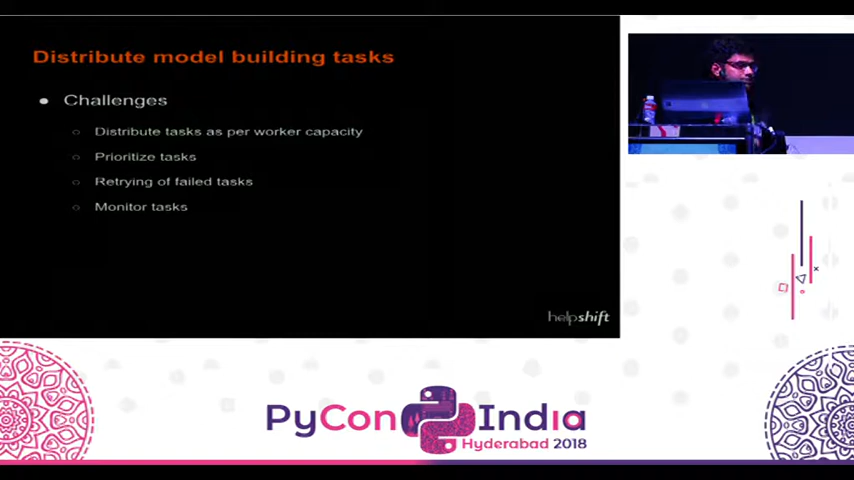 Distribute model building tasks
Challenges
Distribute tasks as per worker capacity
Prioritize tasks
Retrying of failed tasks
Monitor tasks
helpshift
PyCon India
Hyderabad 2018